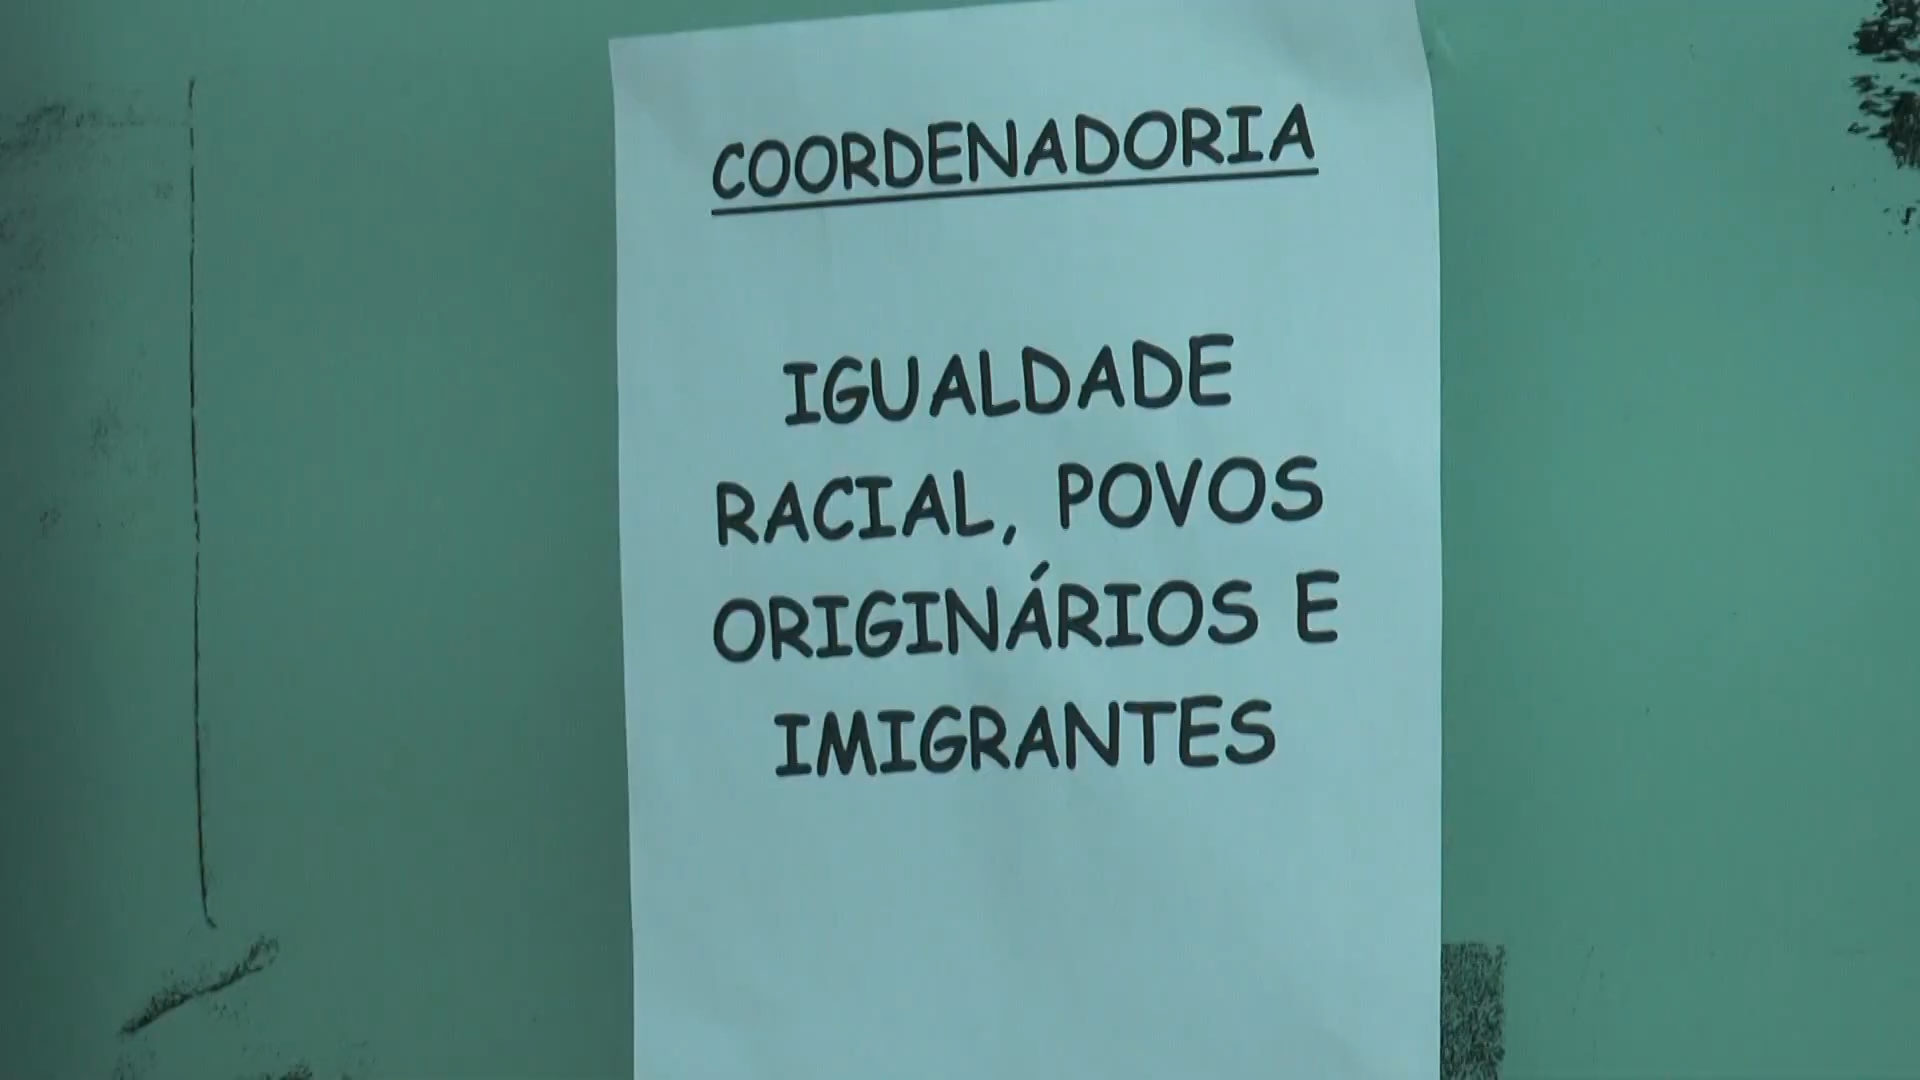 COORDENADORIA
IGUALDADE
RACIAL, POVOS
ORIGINÁRIOS E
IMIGRANTES